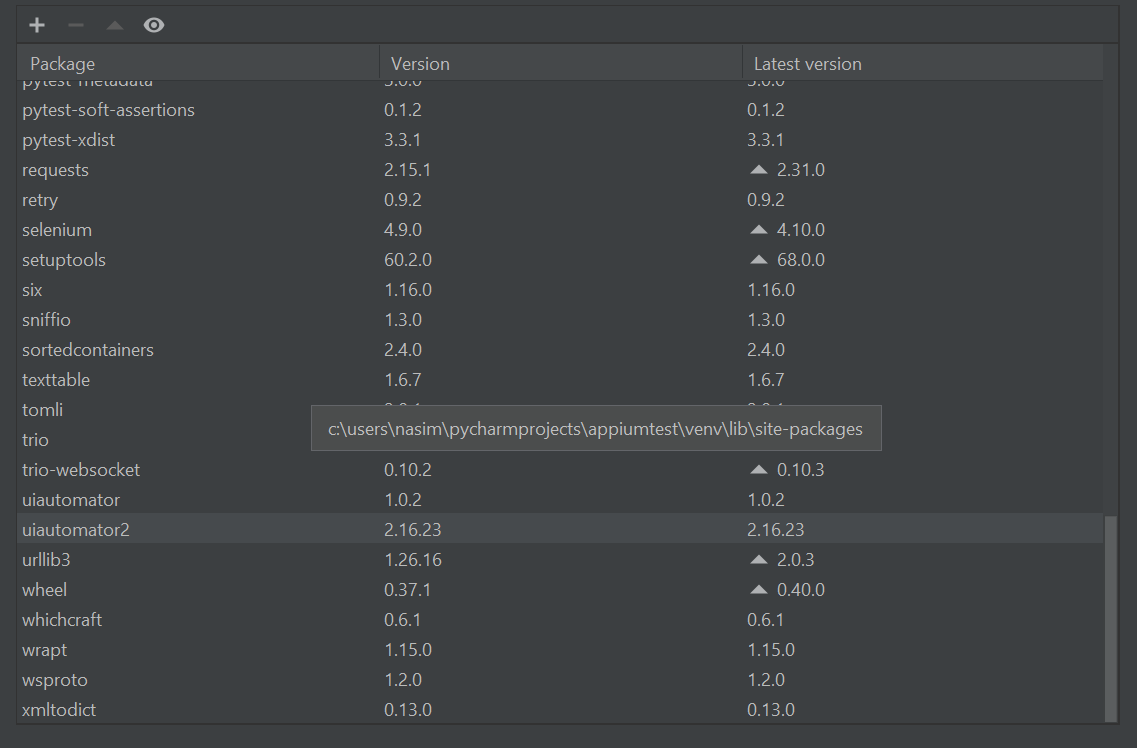 Package Version Latest version
pytest-metadata 3.0.0 3.0.0
pytest-soft-assertions 0.1.2 0.1.2
pytest-xdist 3.3.1 3.3.1
requests 2.15.1 2.31.0
retry 0.9.2 0.9.2
selenium 4.9.0 4.10.0
setuptools 60.2.0 68.0.0
six 1.16.0 1.16.0
sniffio 1.3.0 1.3.0
sortedcontainers 2.4.0 2.4.0
texttable 1.6.7 1.6.7
tomli
c:\users\nasim\pycharmprojects\appiumtest\venv\lib\site-packages
trio
trio-websocket 0.10.2 0.10.3
uiautomator 1.0.2 1.0.2
uiautomator2 2.16.23 2.16.23
urllib3 1.26.16 2.0.3
wheel 0.37.1 0.40.0
whichcraft 0.6.1 0.6.1
wrapt 1.15.0 1.15.0
wsproto 1.2.0 1.2.0
xmltodict 0.13.0 0.13.0